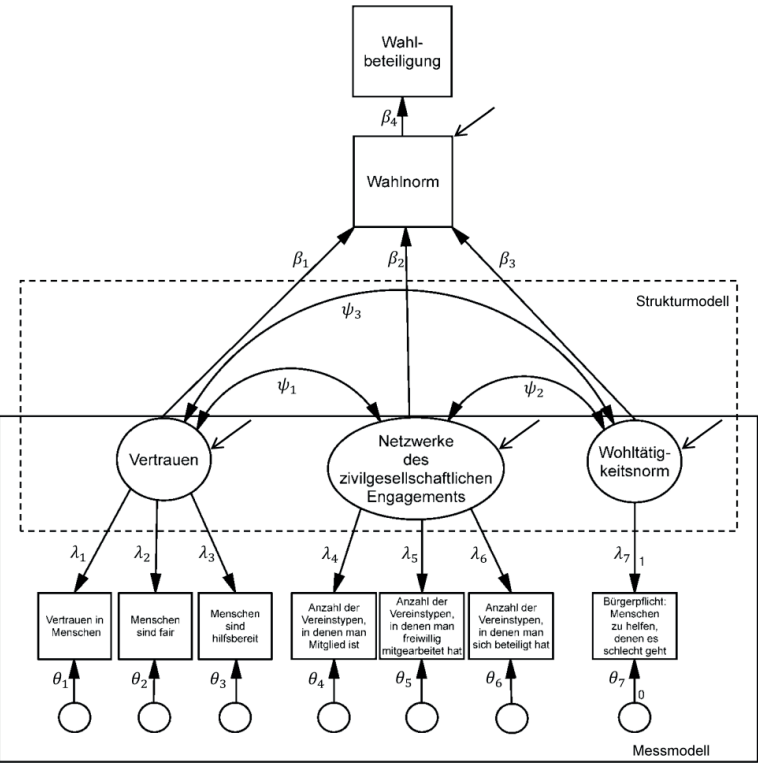 Wahl-
beteiligung
β4
Wahlnorm
β1
β2
β3
Strukturmodell
ψ3
ψ1
ψ2
Vertrauen
Netzwerke
des
zivilgesellschaftlichen
Engagements
Wohltätig-
keitsnorm
λ1
λ2
λ3
λ4
λ5
λ6
λ7
1
Vertrauen in
Menschen
Menschen
sind fair
Menschen
sind
hilfsbereit
Anzahl der
Vereinstypen,
in denen man
Mitglied ist
Anzahl der
Vereinstypen,
in denen man
freiwillig
mitgearbeitet hat
Anzahl der
Vereinstypen,
in denen man
sich beteiligt hat
Bürgerpflicht:
Menschen
zu helfen,
denen es
schlecht geht
θ1
θ2
θ3
θ4
θ5
θ6
θ7
0
Messmodell